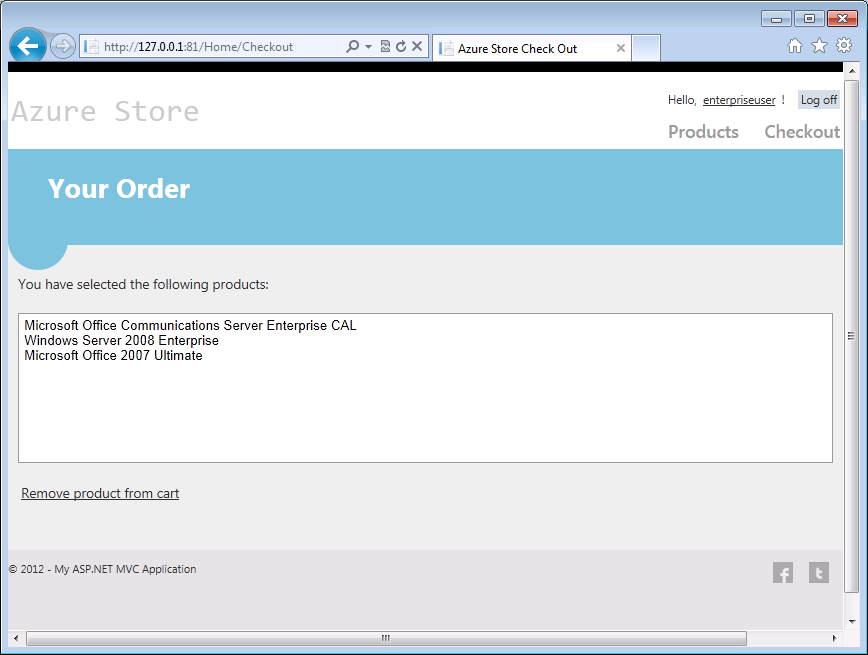 http://127.0.0.1:81/Home/Checkout
Azure Store Check Out
Azure Store
Hello, enterpriseuser ! Log off
Products Checkout
Your Order
You have selected the following products:
Microsoft Office Communications Server Enterprise CAL
Windows Server 2008 Enterprise
Microsoft Office 2007 Ultimate
Remove product from cart
© 2012 - My ASP.NET MVC Application